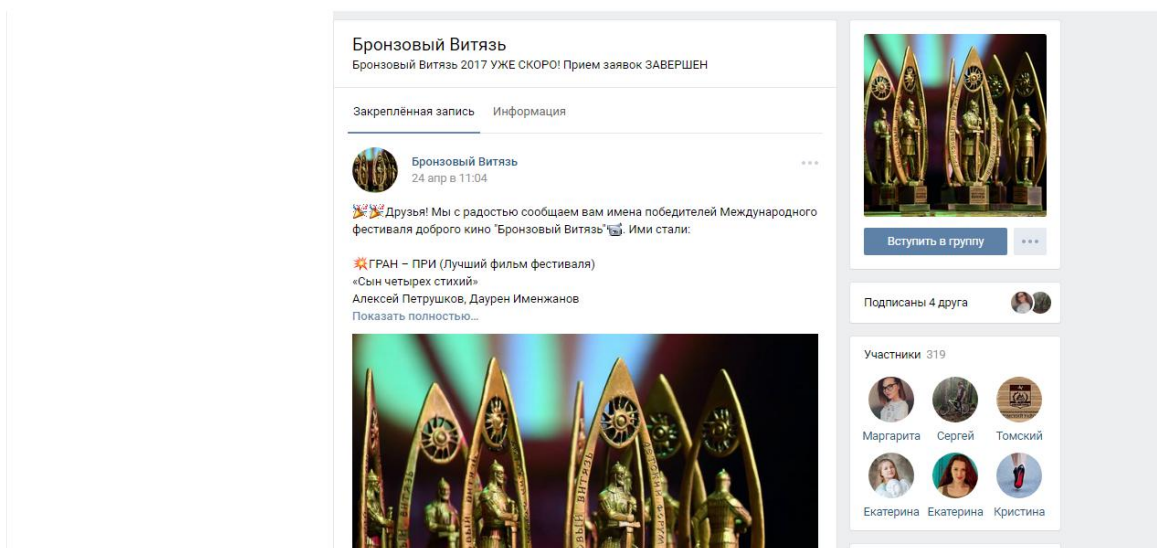 Бронзовый Витязь
Бронзовый Витязь 2017 УЖЕ СКОРО! Прием заявок ЗАВЕРШЕН
Закреплённая запись
Информация
Бронзовый Витязь
24 апр в 11:04
Друзья! Мы с радостью сообщаем вам имена победителей Международного
фестиваля доброго кино "Бронзовый Витязь". Ими стали:
ГРАН – ПРИ (Лучший фильм фестиваля)
«Сын четырех стихий»
Алексей Петрушков, Даурен Именжанов
Показать полностью…
Вступить в группу
Подписаны 4 друга
Участники 319
Маргарита Сергей Томский
Екатерина Екатерина Кристина